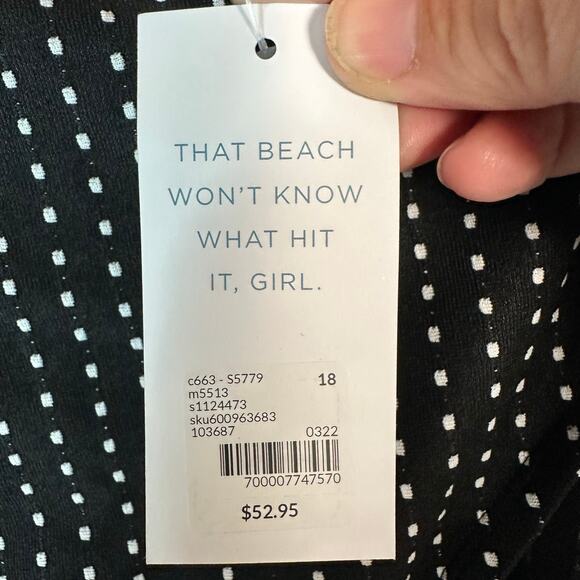 THAT BEACH
WON'T KNOW
WHAT HIT
IT, GIRL.
c663 - S5779 18
m5513
s1124473
sku600963683
103687 0322
700007747570
$52.95